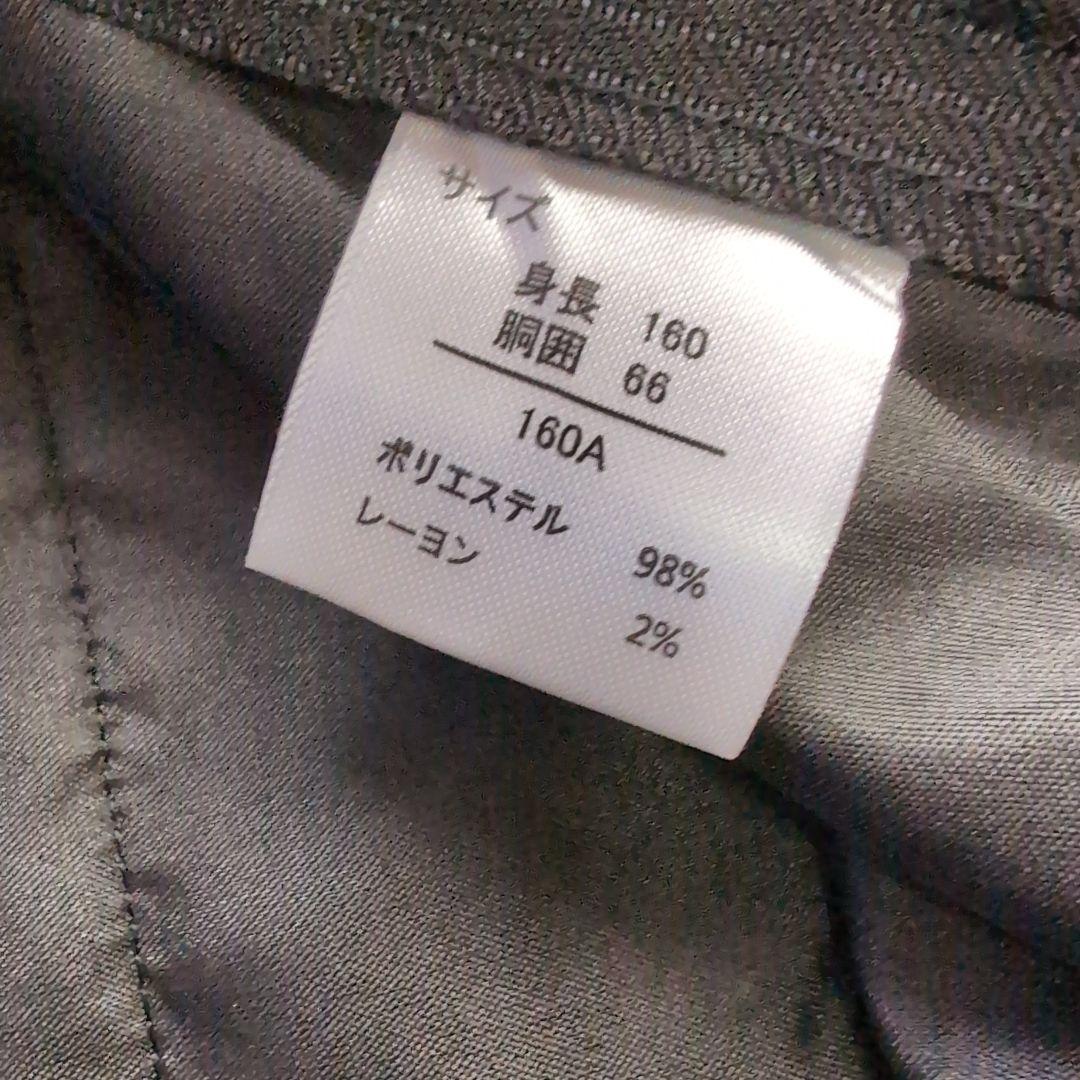 サイズ
身長 160
胴囲 66
160A
ポリエステル 98%
レーヨン 2%